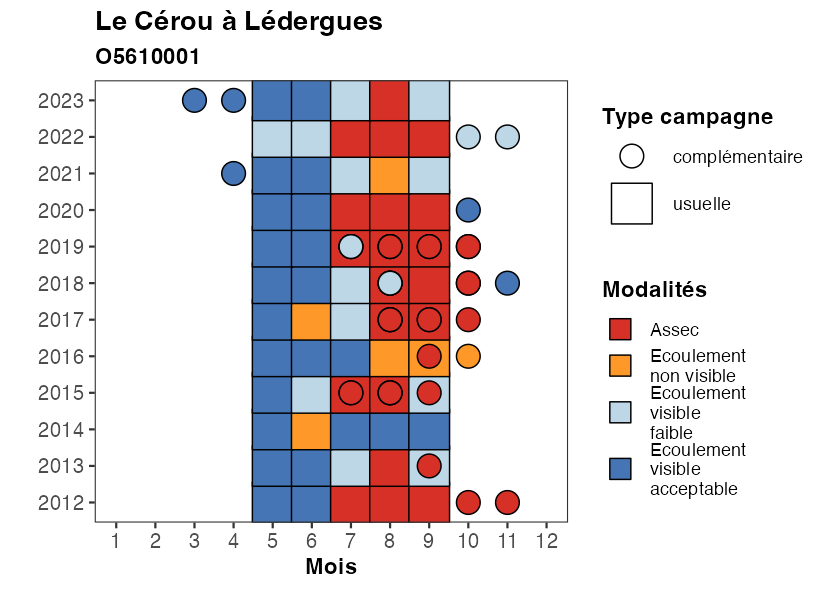 Le Cérou à Lédergues
O5610001
2023
2022
2021
2020
2019
2018
2017
2016
2015
2014
2013
2012
1 2 3 4 5 6 7 8 9 10 11 12
Mois
Type campagne
complémentaire
usuelle
Modalités
Assec
Ecoulement
non visible
Ecoulement
visible
faible
Ecoulement
visible
acceptable